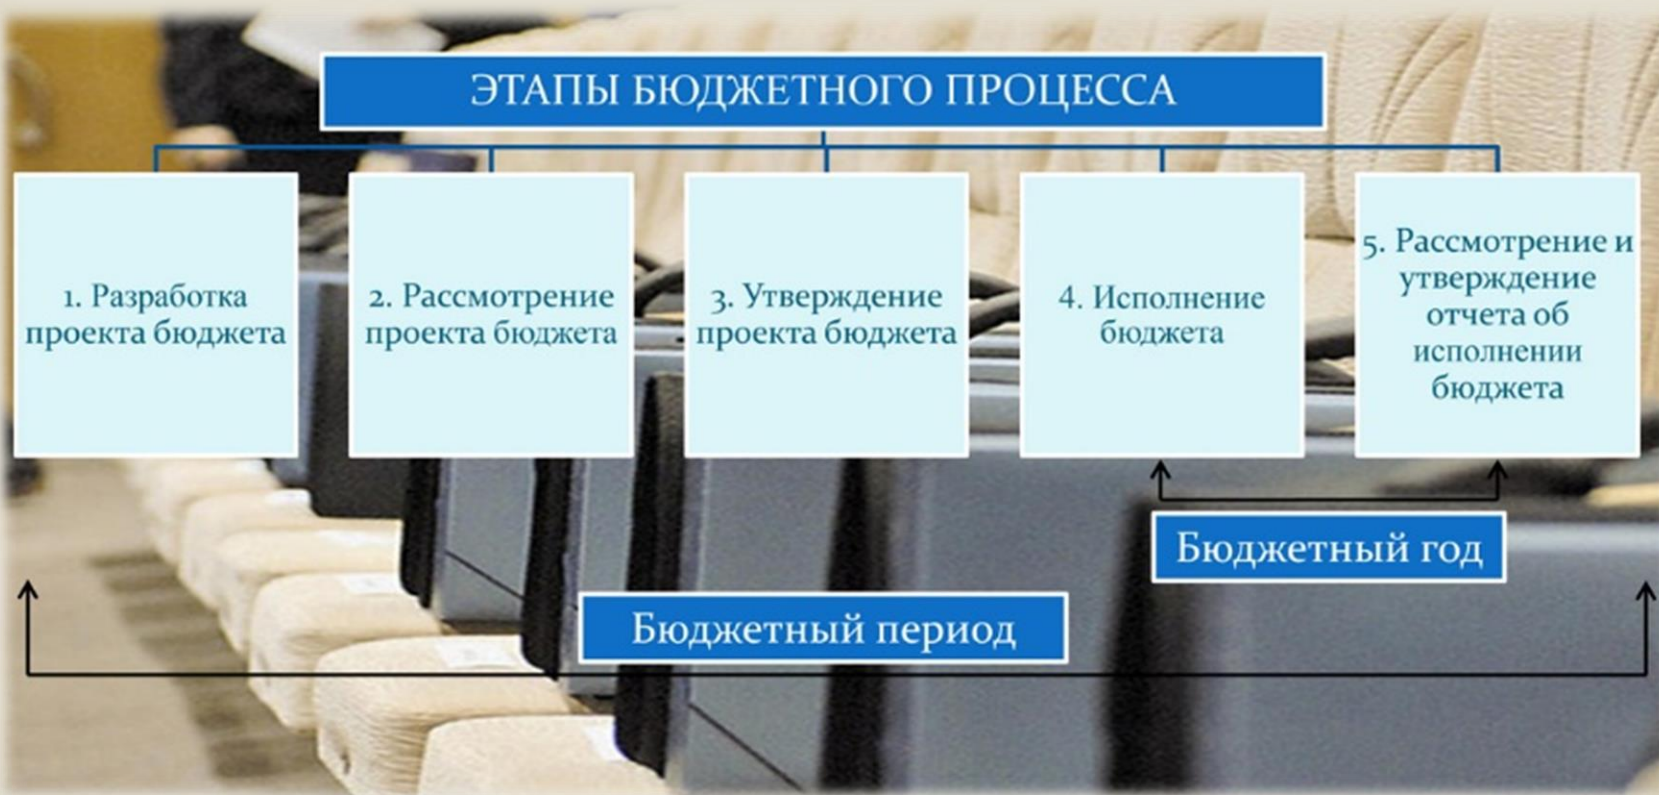 ЭТАПЫ БЮДЖЕТНОГО ПРОЦЕССА
1. Разработка
проекта бюджета
2. Рассмотрение
проекта бюджета
3. Утверждение
проекта бюджета
4. Исполнение
бюджета
5. Рассмотрение и
утверждение
отчета об
исполнении
бюджета
Бюджетный год
Бюджетный период